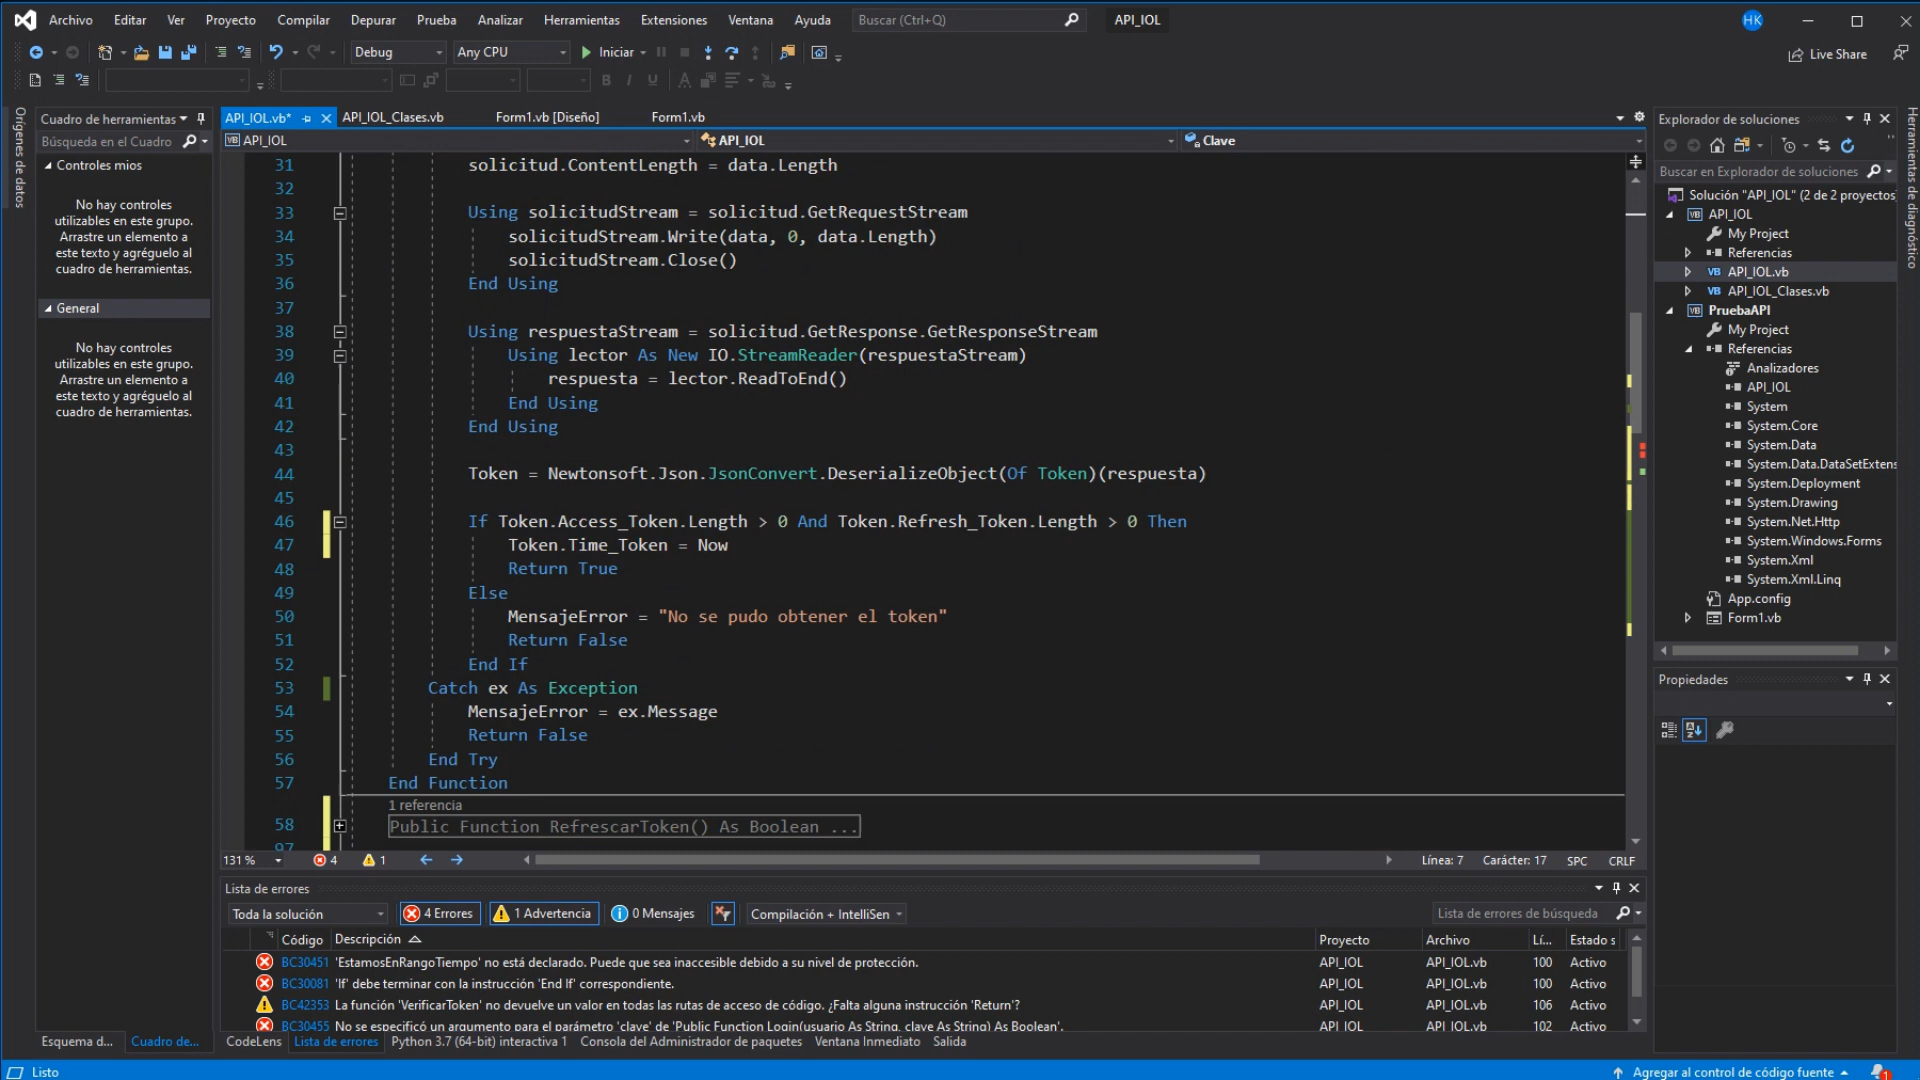 Archivo Editar Ver Proyecto Compilar Depurar Prueba Analizar Herramientas Extensiones Ventana Ayuda Buscar (Ctrl+Q) API_IOL HK
Debug Any CPU Iniciar Live Share
Orígenes de datos
Cuadro de herramientas
Búsqueda en el Cuadro
Controles mios
No hay controles
utilizables en este grupo.
Arrastre un elemento a
este texto y agréguelo al
cuadro de herramientas.
General
No hay controles
utilizables en este grupo.
Arrastre un elemento a
este texto y agréguelo al
cuadro de herramientas.
Esquema d... Cuadro de...
API_IOL.vb* API_IOL_Clases.vb Form1.vb [Diseño] Form1.vb
API_IOL API_IOL Clave
31 solicitud.ContentLength = data.Length
32
33 Using solicitudStream = solicitud.GetRequestStream
34 solicitudStream.Write(data, 0, data.Length)
35 solicitudStream.Close()
36 End Using
37
38 Using respuestaStream = solicitud.GetResponse.GetResponseStream
39 Using lector As New IO.StreamReader(respuestaStream)
40 respuesta = lector.ReadToEnd()
41 End Using
42 End Using
43
44 Token = Newtonsoft.Json.JsonConvert.DeserializeObject(Of Token)(respuesta)
45
46 If Token.Access_Token.Length > 0 And Token.Refresh_Token.Length > 0 Then
47 Token.Time_Token = Now
48 Return True
49 Else
50 MensajeError = "No se pudo obtener el token"
51 Return False
52 End If
53 Catch ex As Exception
54 MensajeError = ex.Message
55 Return False
56 End Try
57 End Function
1 referencia
58 Public Function RefrescarToken() As Boolean ...
97
131 % 4 1 Línea: 7 Carácter: 17 SPC CRLF
Lista de errores
Toda la solución 4 Errores 1 Advertencia 0 Mensajes Compilación + IntelliSen Lista de errores de búsqueda
Código Descripción Proyecto Archivo Lí... Estado s
BC30451 'EstamosEnRangoTiempo' no está declarado. Puede que sea inaccesible debido a su nivel de protección. API_IOL API_IOL.vb 100 Activo
BC30081 'If' debe terminar con la instrucción 'End If' correspondiente. API_IOL API_IOL.vb 100 Activo
BC42353 La función 'VerificarToken' no devuelve un valor en todas las rutas de acceso de código. ¿Falta alguna instrucción 'Return'? API_IOL API_IOL.vb 106 Activo
BC30455 No se especificó un argumento para el parámetro 'clave' de 'Public Function Login(usuario As String, clave As String) As Boolean'. API_IOL API_IOL.vb 102 Activo
CodeLens Lista de errores Python 3.7 (64-bit) interactiva 1 Consola del Administrador de paquetes Ventana Inmediato Salida
Explorador de soluciones
Buscar en Explorador de soluciones
Solución "API_IOL" (2 de 2 proyectos
API_IOL
My Project
Referencias
API_IOL.vb
API_IOL_Clases.vb
PruebaAPI
My Project
Referencias
Analizadores
API_IOL
System
System.Core
System.Data
System.Data.DataSetExtens
System.Deployment
System.Drawing
System.Net.Http
System.Windows.Forms
System.Xml
System.Xml.Linq
App.config
Form1.vb
Propiedades
Herramientas de diagnóstico
Listo Agregar al control de código fuente 1